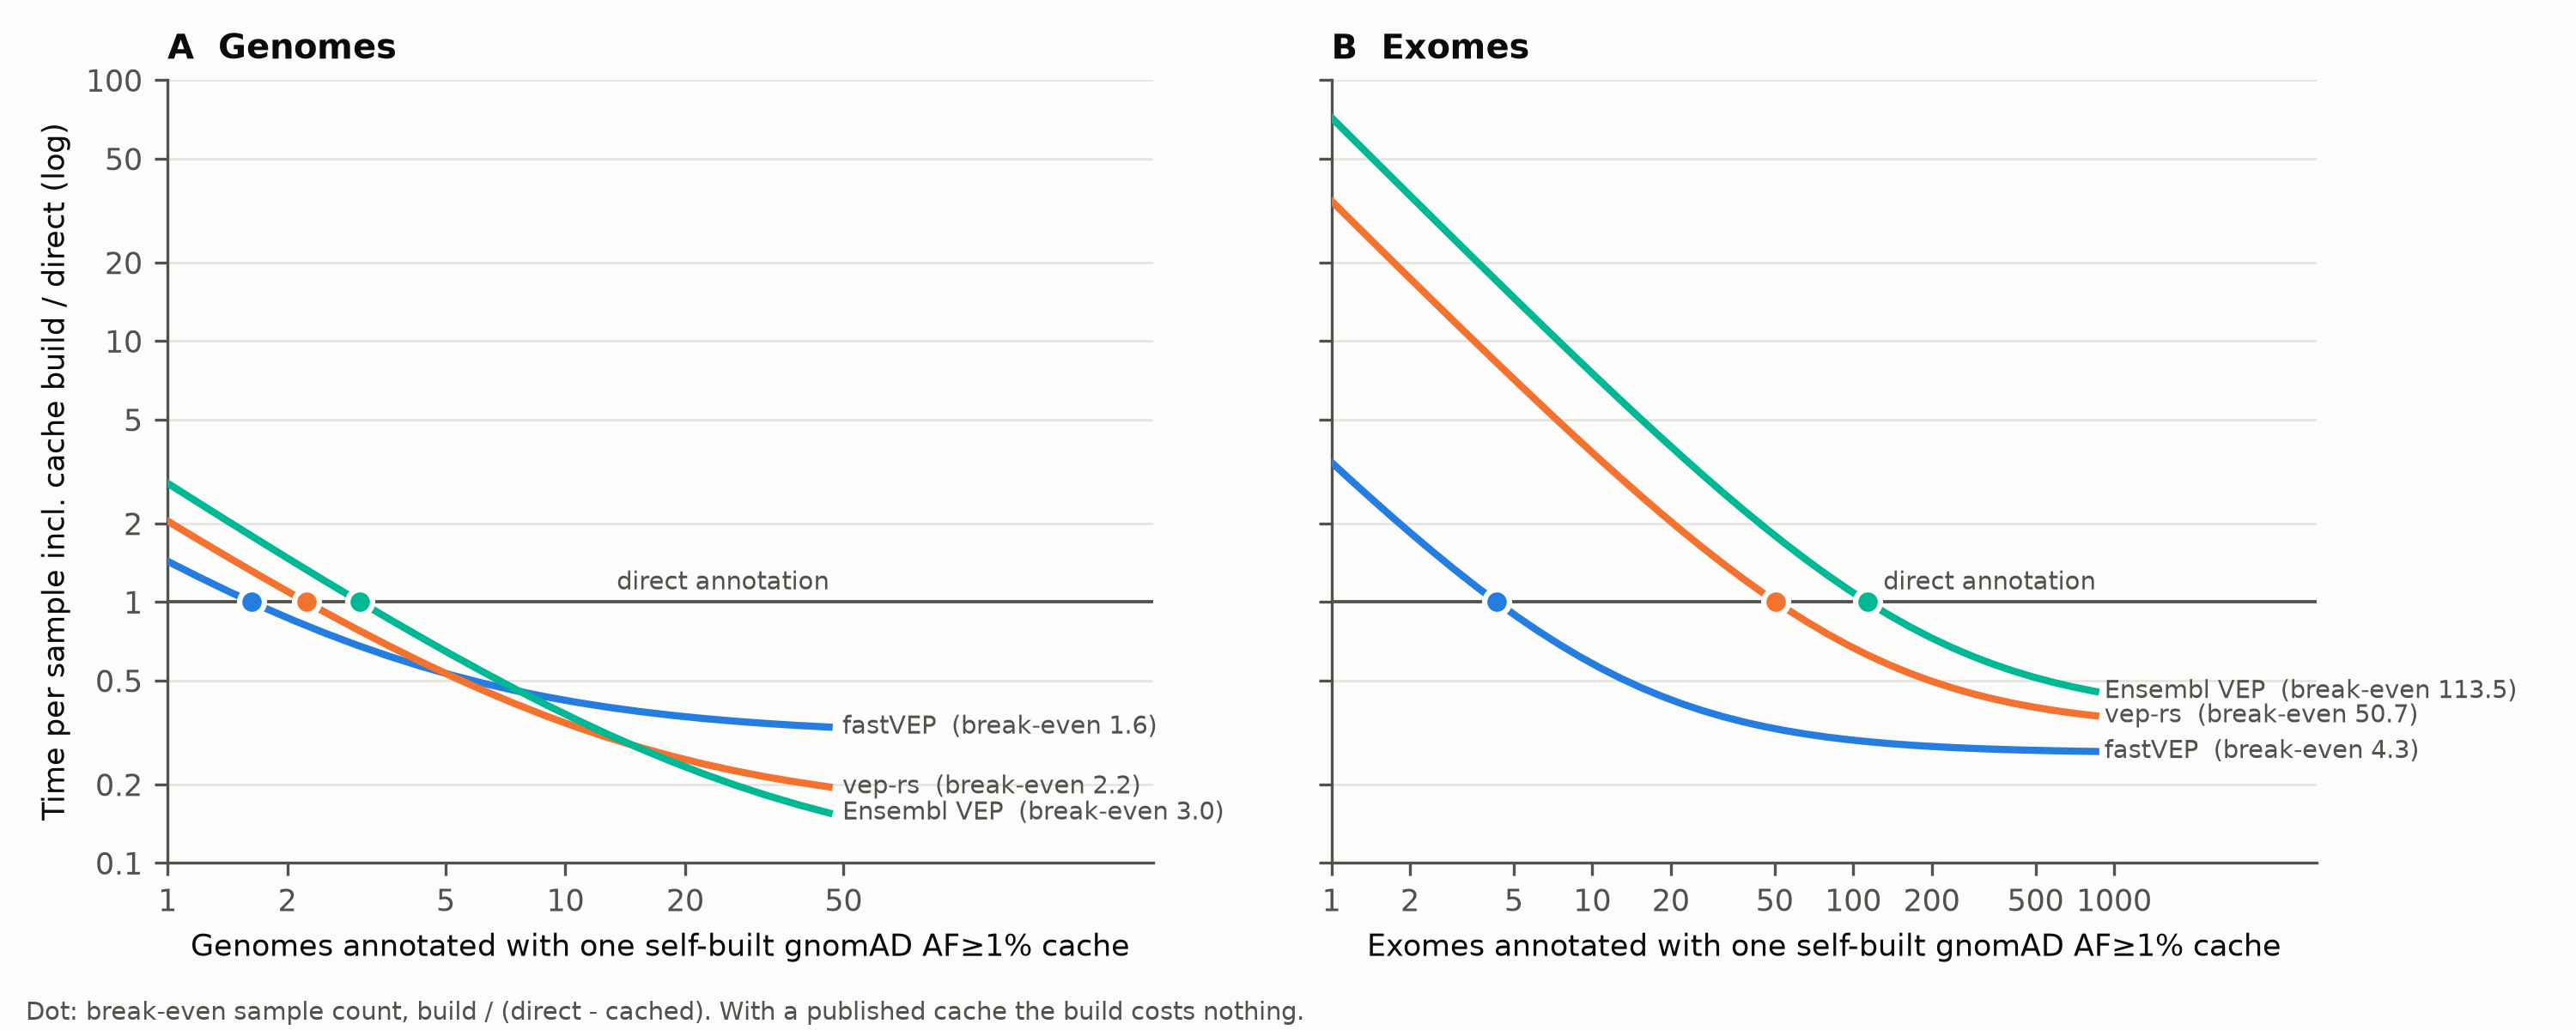 A  Genomes
100
50
20
10
5
2
1
0.5
0.2
0.1
Time per sample incl. cache build / direct (log)
direct annotation
fastVEP  (break-even 1.6)
vep-rs  (break-even 2.2)
Ensembl VEP  (break-even 3.0)
1 2 5 10 20 50
Genomes annotated with one self-built gnomAD AF≥1% cache
B  Exomes
direct annotation
Ensembl VEP  (break-even 113.5)
vep-rs  (break-even 50.7)
fastVEP  (break-even 4.3)
1 2 5 10 20 50 100 200 500 1000
Exomes annotated with one self-built gnomAD AF≥1% cache
Dot: break-even sample count, build / (direct - cached). With a published cache the build costs nothing.